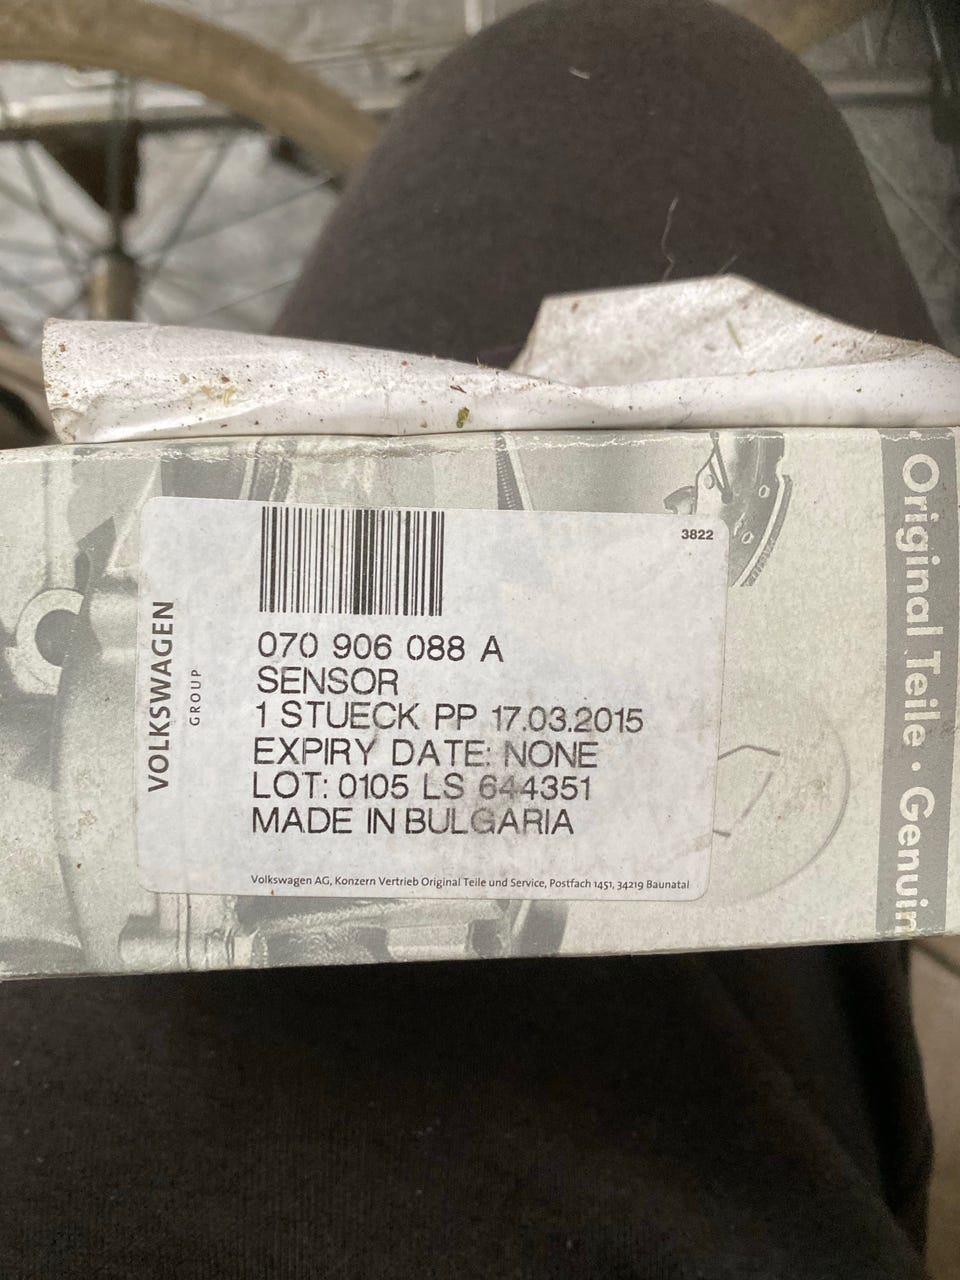 3822
VOLKSWAGEN
GROUP
070 906 088 A
SENSOR
1 STUECK PP 17.03.2015
EXPIRY DATE: NONE
LOT: 0105 LS 644351
MADE IN BULGARIA
Volkswagen AG, Konzern Vertrieb Original Teile und Service, Postfach 1451, 34219 Baunatal
Original Teile · Genuin